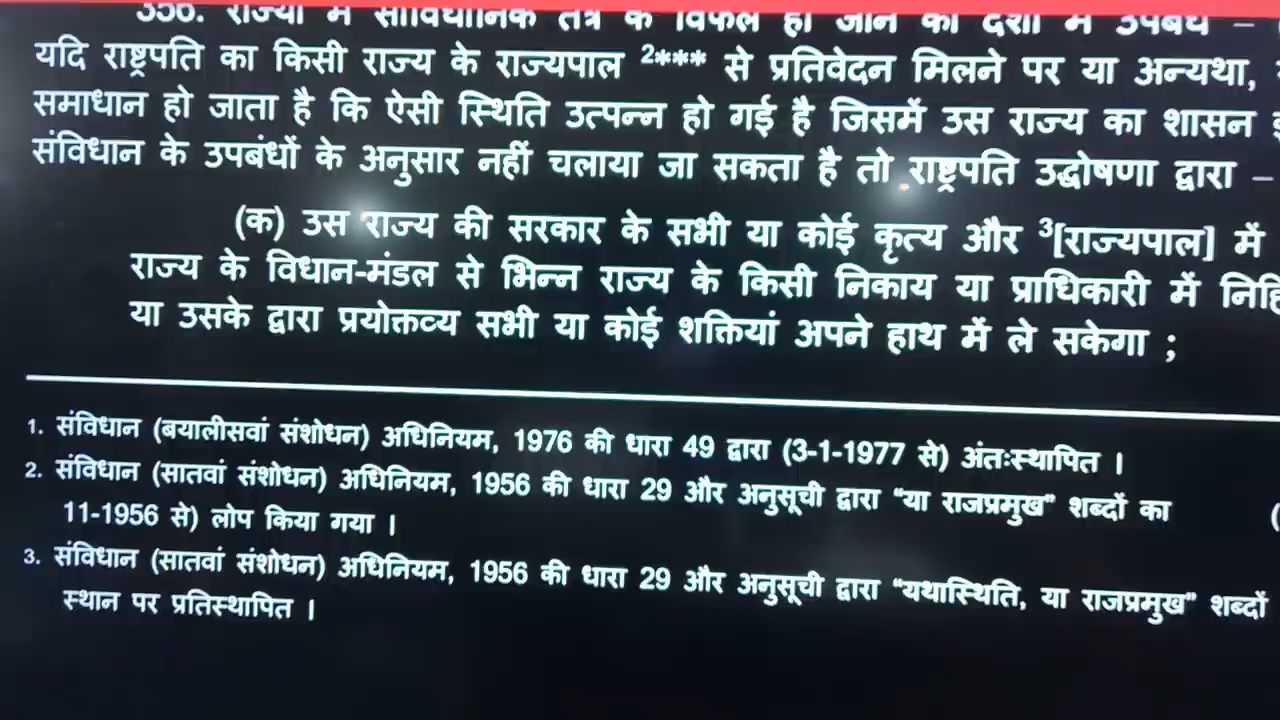 356. राज्यों में सांविधानिक तंत्र के विफल हो जाने की दशा में उपबंध –
यदि राष्ट्रपति का किसी राज्य के राज्यपाल 2*** से प्रतिवेदन मिलने पर या अन्यथा,
समाधान हो जाता है कि ऐसी स्थिति उत्पन्न हो गई है जिसमें उस राज्य का शासन
संविधान के उपबंधों के अनुसार नहीं चलाया जा सकता है तो राष्ट्रपति उद्घोषणा द्वारा –
(क) उस राज्य की सरकार के सभी या कोई कृत्य और 3[राज्यपाल] में
राज्य के विधान-मंडल से भिन्न राज्य के किसी निकाय या प्राधिकारी में
या उसके द्वारा प्रयोक्तव्य सभी या कोई शक्तियां अपने हाथ में ले सकेगा ;
1. संविधान (बयालीसवां संशोधन) अधिनियम, 1976 की धारा 49 द्वारा (3-1-1977 से) अंतःस्थापित ।
2. संविधान (सातवां संशोधन) अधिनियम, 1956 की धारा 29 और अनुसूची द्वारा “या राजप्रमुख” शब्दों का (
11-1956 से) लोप किया गया ।
3. संविधान (सातवां संशोधन) अधिनियम, 1956 की धारा 29 और अनुसूची द्वारा “यथास्थिति, या राजप्रमुख” शब्दों
स्थान पर प्रतिस्थापित ।